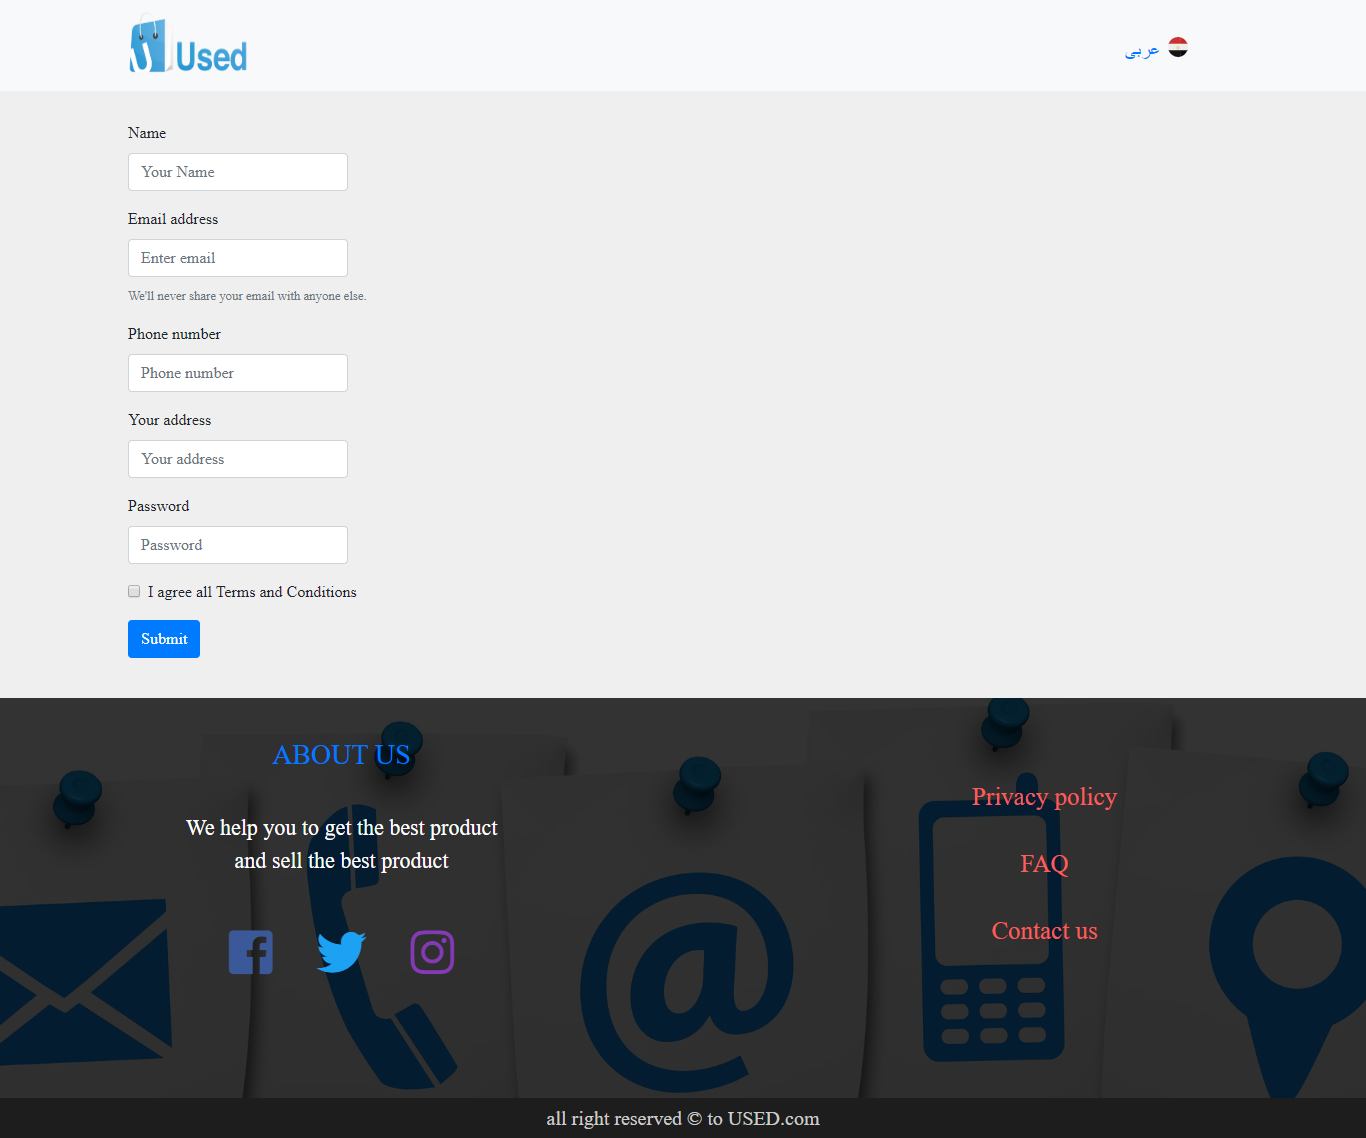 Used
عربى
Name
Your Name
Email address
Enter email
We'll never share your email with anyone else.
Phone number
Phone number
Your address
Your address
Password
Password
I agree all Terms and Conditions
Submit
ABOUT US
We help you to get the best product
and sell the best product
Privacy policy
FAQ
Contact us
@
all right reserved © to USED.com